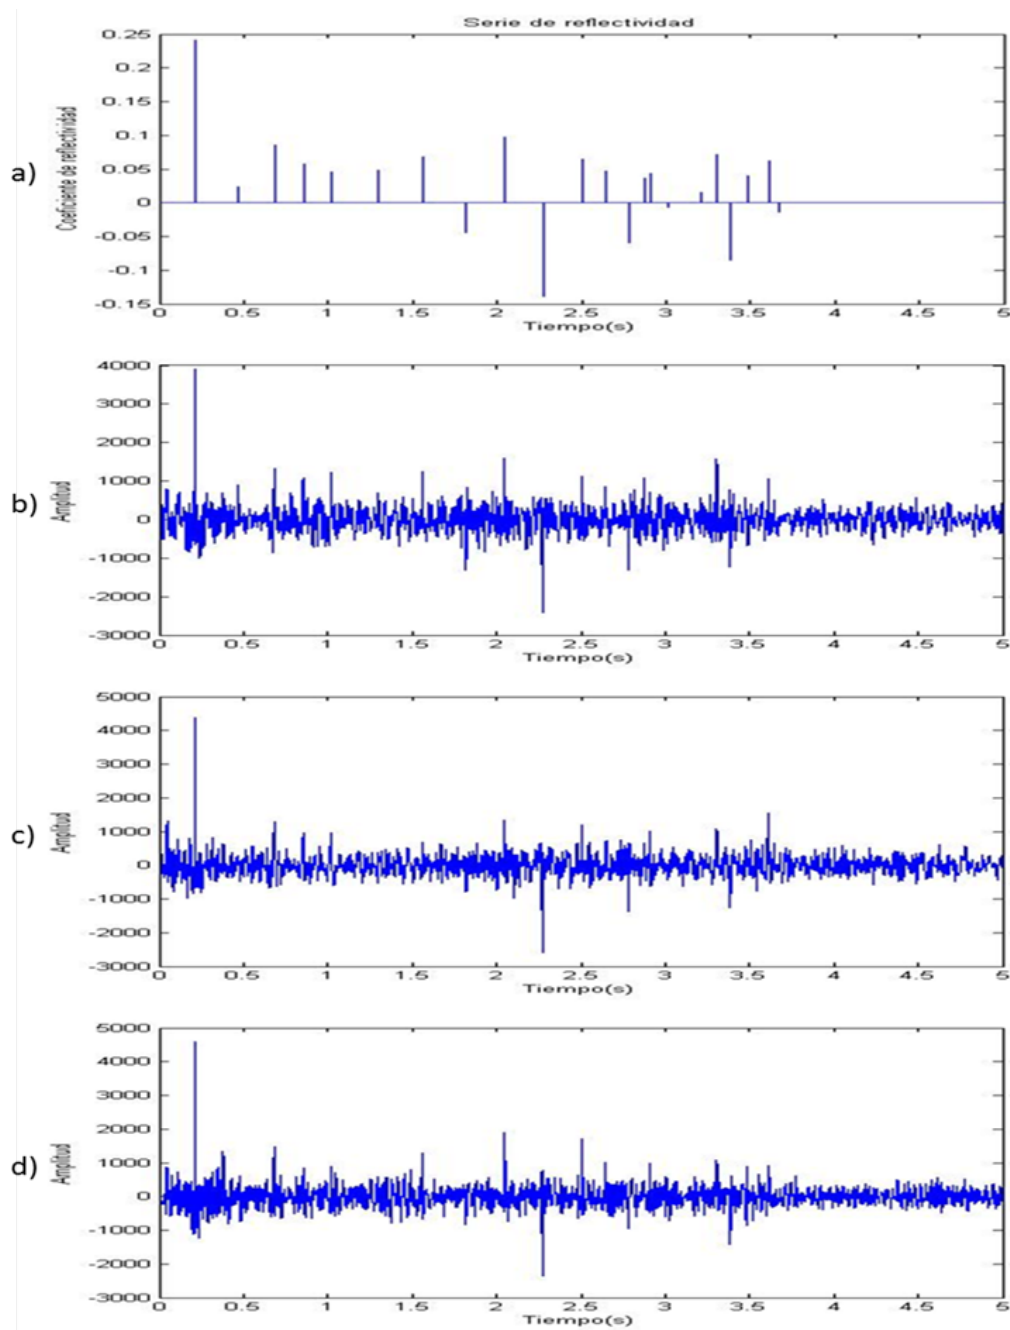 Serie de reflectividad
a)
Coeficiente de reflectividad
0.25
0.2
0.15
0.1
0.05
0
-0.05
-0.1
-0.15
0 0.5 1 1.5 2 2.5 3 3.5 4 4.5 5
Tiempo(s)
b)
Amplitud
4000
3000
2000
1000
0
-1000
-2000
-3000
0 0.5 1 1.5 2 2.5 3 3.5 4 4.5 5
Tiempo(s)
c)
Amplitud
5000
4000
3000
2000
1000
0
-1000
-2000
-3000
0 0.5 1 1.5 2 2.5 3 3.5 4 4.5 5
Tiempo(s)
d)
Amplitud
5000
4000
3000
2000
1000
0
-1000
-2000
-3000
0 0.5 1 1.5 2 2.5 3 3.5 4 4.5 5
Tiempo(s)